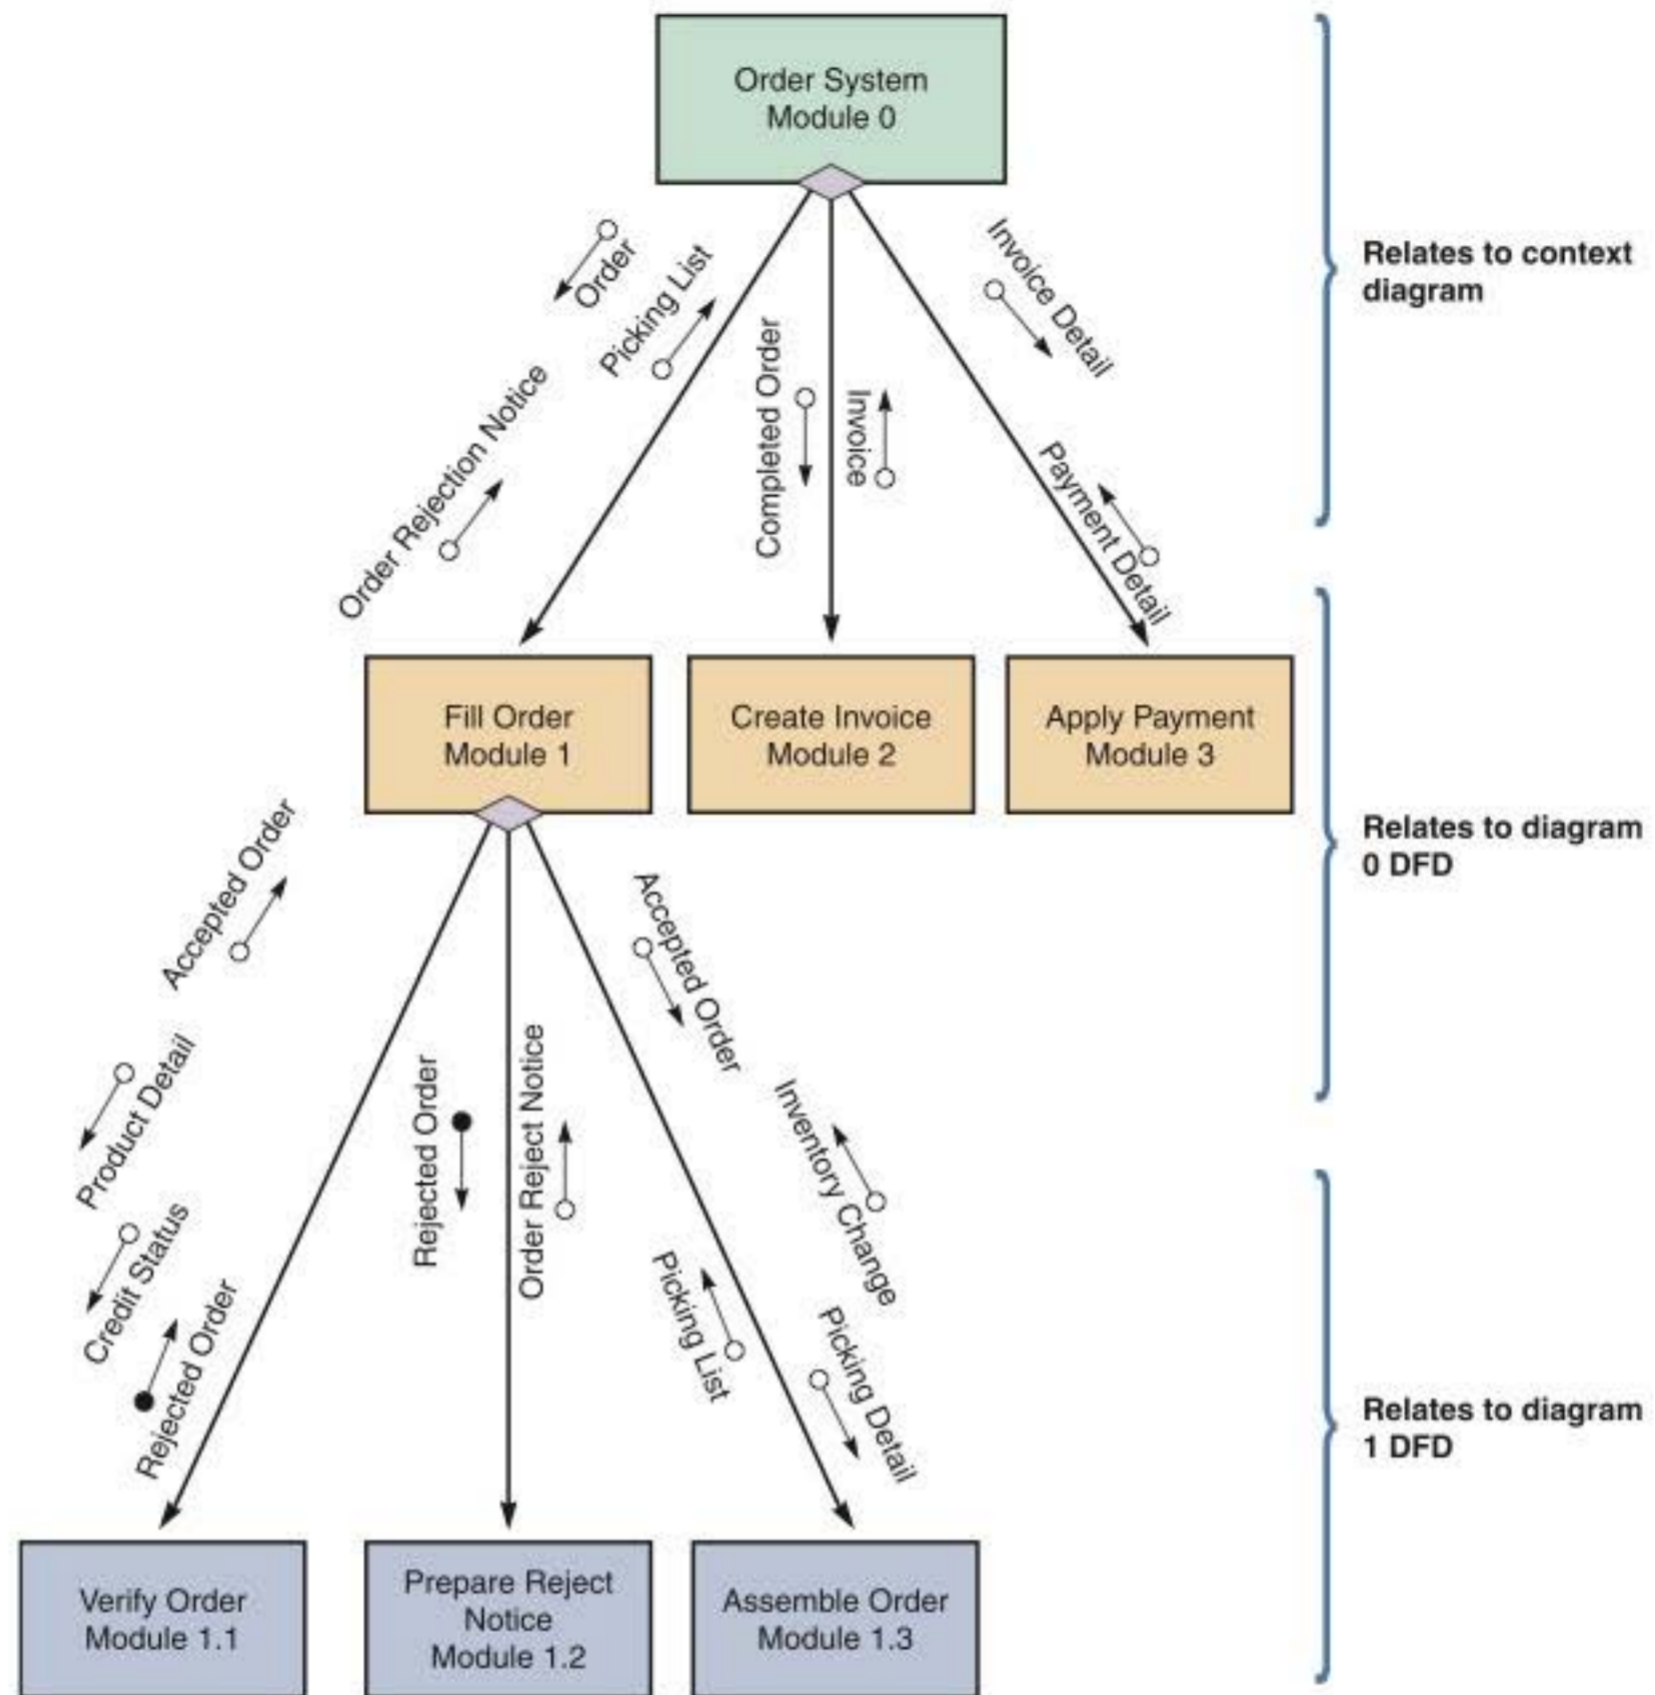 Order System
Module 0
Order
Picking List
Order Rejection Notice
Completed Order
Invoice
Invoice Detail
Payment Detail
Relates to context
diagram
Fill Order
Module 1
Create Invoice
Module 2
Apply Payment
Module 3
Relates to diagram
0 DFD
Accepted Order
Product Detail
Credit Status
Rejected Order
Rejected Order
Order Reject Notice
Accepted Order
Inventory Change
Picking List
Picking Detail
Relates to diagram
1 DFD
Verify Order
Module 1.1
Prepare Reject
Notice
Module 1.2
Assemble Order
Module 1.3